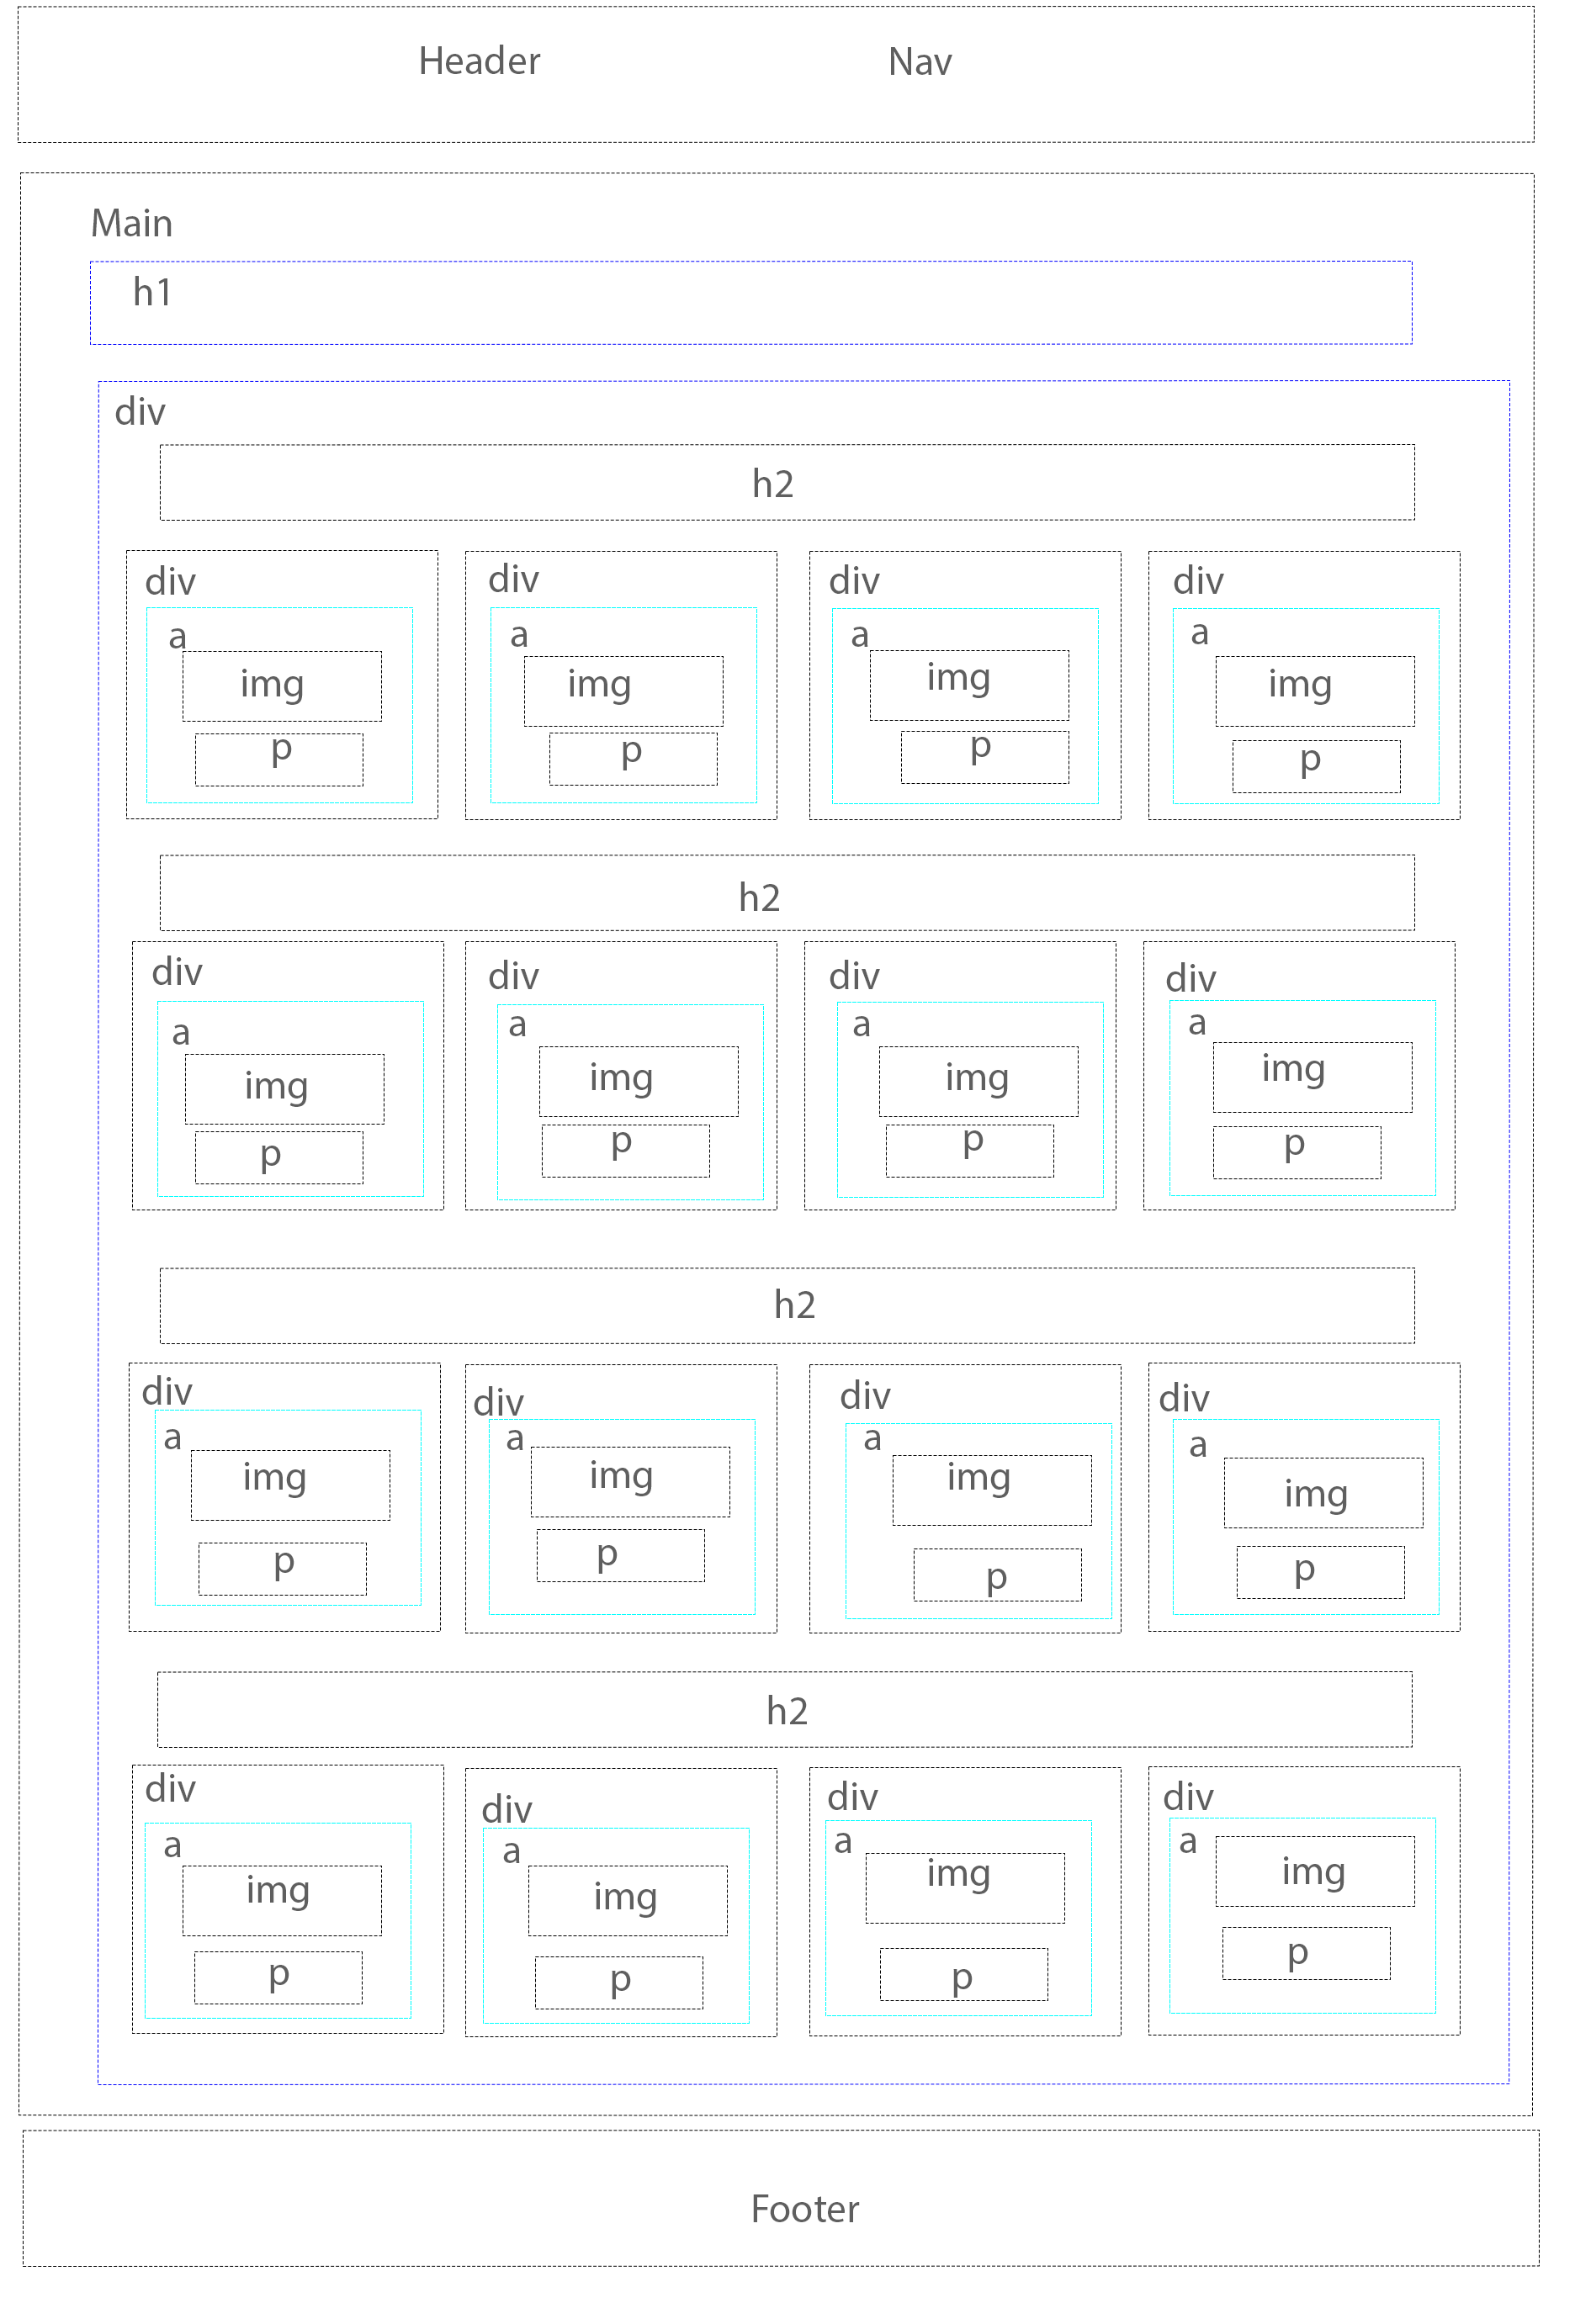 Header Nav
Main
h1
div
h2
div div div div
a a a a
img img img img
p p p p
h2
div div div div
a a a a
img img img img
p p p p
h2
div div div div
a a a a
img img img img
p p p p
h2
div div div div
a a a a
img img img img
p p p p
Footer